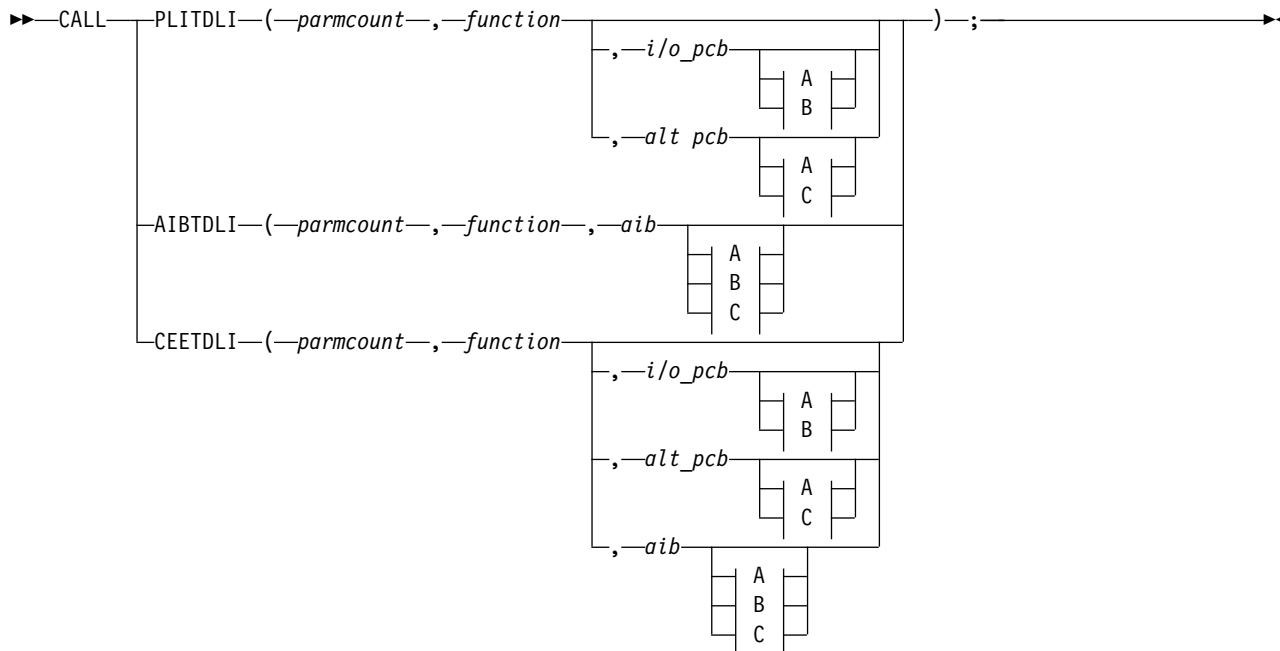 CALL PLITDLI ( parmcount , function ) ;
, i/o_pcb
A
B
, alt pcb
A
C
AIBTDLI ( parmcount , function , aib
A
B
C
CEETDLI ( parmcount , function
, i/o_pcb
A
B
, alt_pcb
A
C
, aib
A
B
C